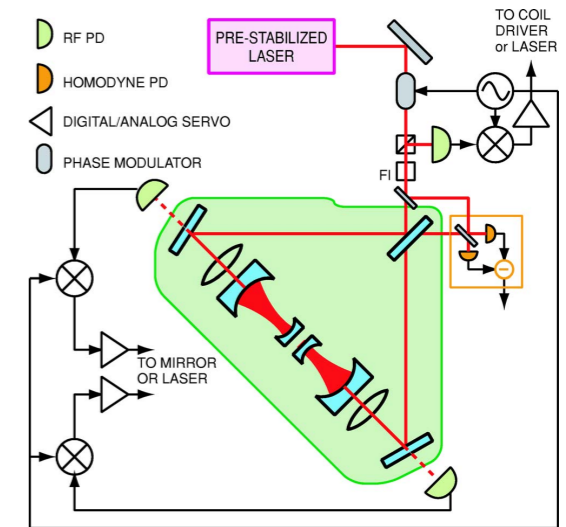 RF PD
HOMODYNE PD
DIGITAL/ANALOG SERVO
PHASE MODULATOR
PRE-STABILIZED
LASER
TO COIL
DRIVER
or LASER
FI
TO MIRROR
OR LASER